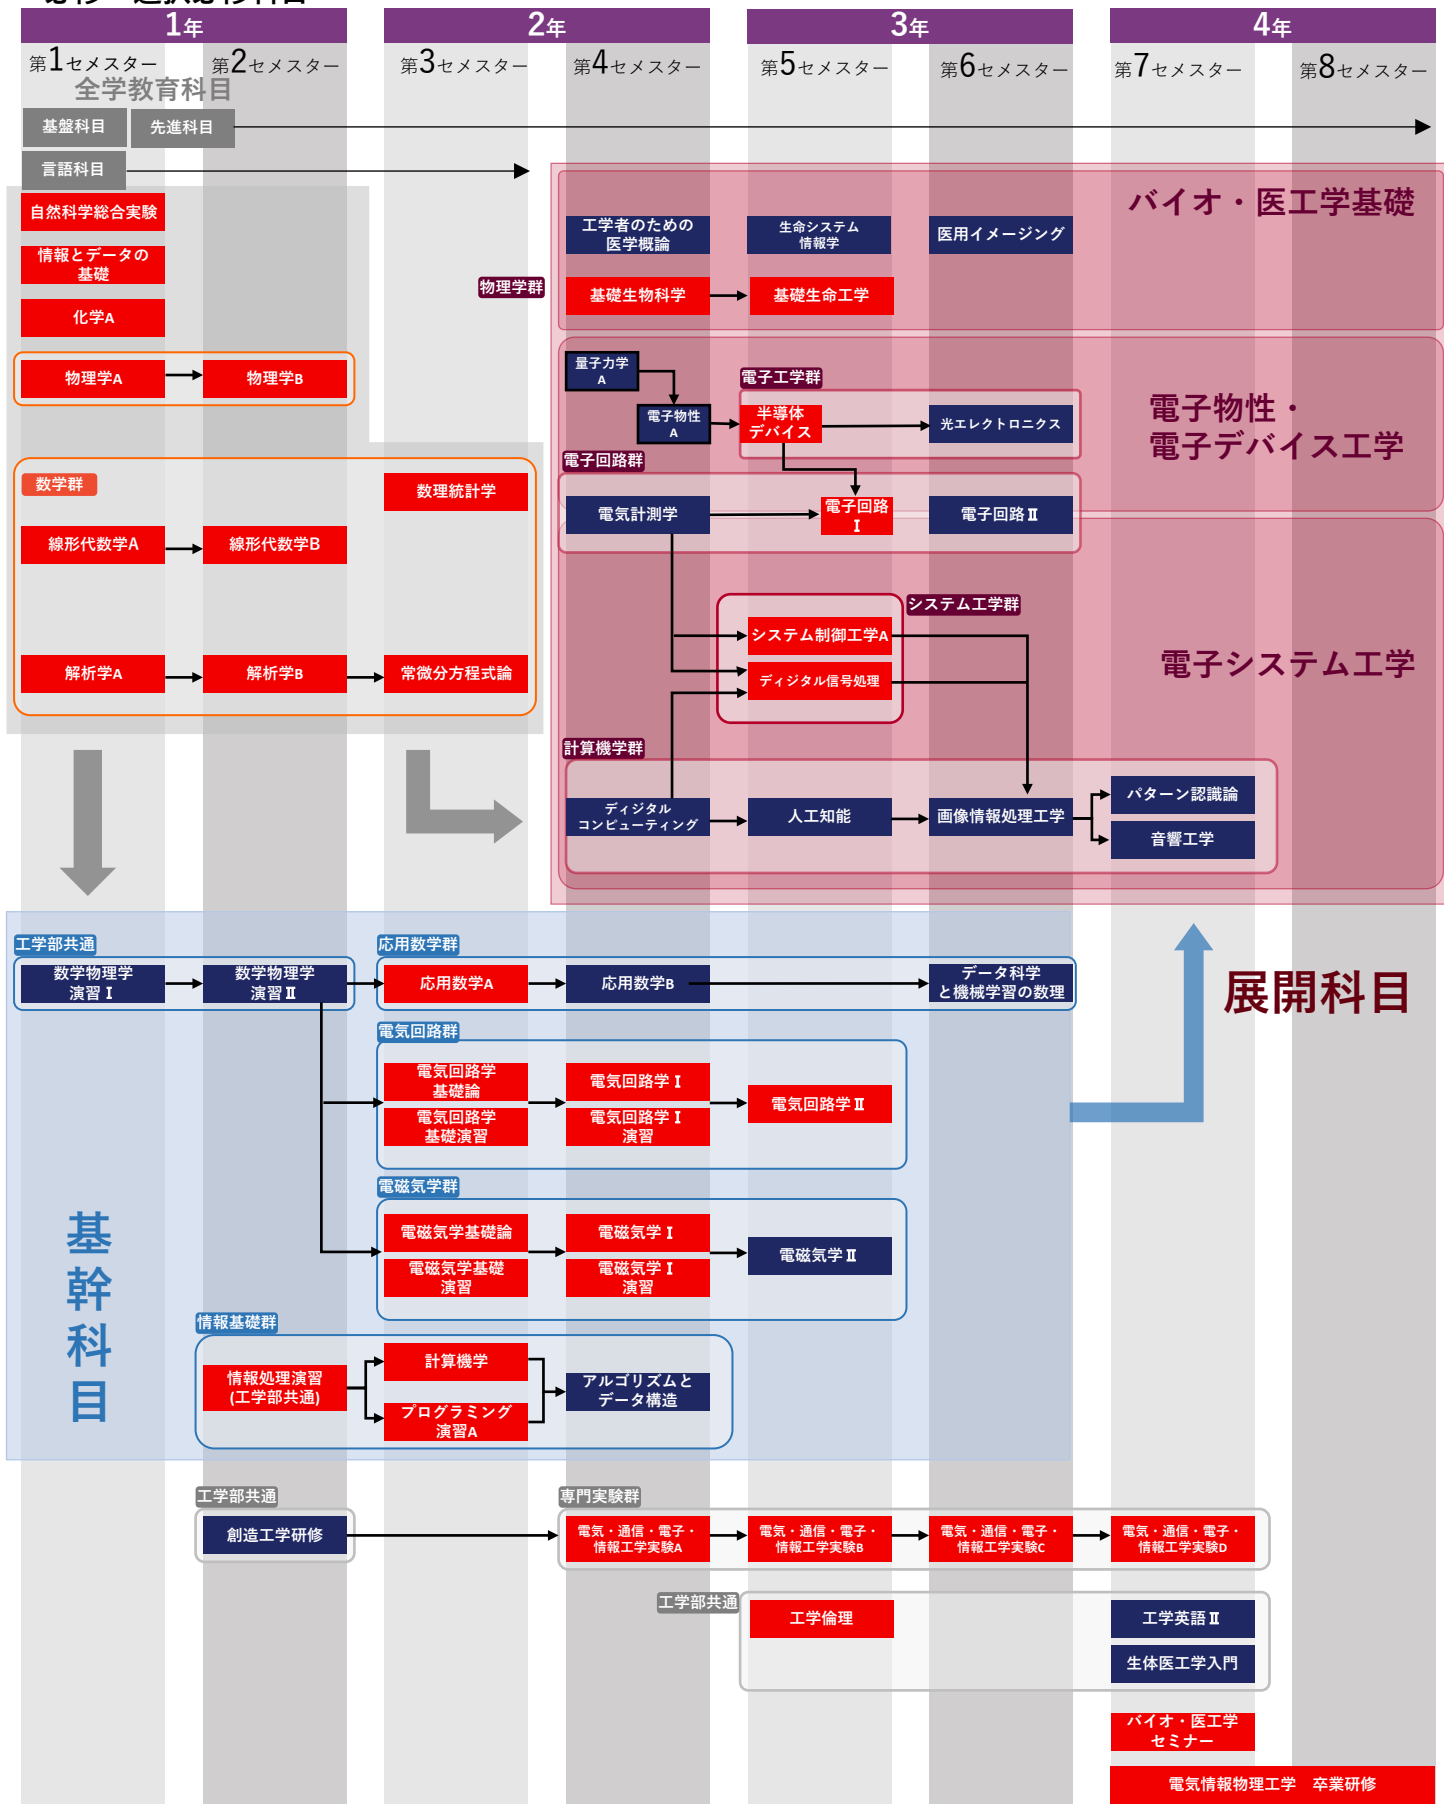 必修・選択必修科目
1年
2年
3年
4年
第1セメスター
第2セメスター
第3セメスター
第4セメスター
第5セメスター
第6セメスター
第7セメスター
第8セメスター
全学教育科目
基盤科目
先進科目
言語科目
自然科学総合実験
情報とデータの
基礎
化学A
物理学A
物理学B
数学群
数理統計学
線形代数学A
線形代数学B
解析学A
解析学B
常微分方程式論
バイオ・医工学基礎
工学者のための
医学概論
生命システム
情報学
医用イメージング
物理学群
基礎生物科学
基礎生命工学
量子力学
A
電子物性
A
電子工学群
半導体
デバイス
光エレクトロニクス
電子物性・
電子デバイス工学
電子回路群
電気計測学
電子回路
Ⅰ
電子回路Ⅱ
システム工学群
システム制御工学A
ディジタル信号処理
電子システム工学
計算機学群
ディジタル
コンピューティング
人工知能
画像情報処理工学
パターン認識論
音響工学
工学部共通
数学物理学
演習Ⅰ
数学物理学
演習Ⅱ
応用数学群
応用数学A
応用数学B
データ科学
と機械学習の数理
展開科目
電気回路群
電気回路学
基礎論
電気回路学
基礎演習
電気回路学Ⅰ
電気回路学Ⅰ
演習
電気回路学Ⅱ
電磁気学群
電磁気学基礎論
電磁気学基礎
演習
電磁気学Ⅰ
電磁気学Ⅰ
演習
電磁気学Ⅱ
基
幹
科
目
情報基礎群
情報処理演習
(工学部共通)
計算機学
プログラミング
演習A
アルゴリズムと
データ構造
工学部共通
創造工学研修
専門実験群
電気・通信・電子・
情報工学実験A
電気・通信・電子・
情報工学実験B
電気・通信・電子・
情報工学実験C
電気・通信・電子・
情報工学実験D
工学部共通
工学倫理
工学英語Ⅱ
生体医工学入門
バイオ・医工学
セミナー
電気情報物理工学　卒業研修